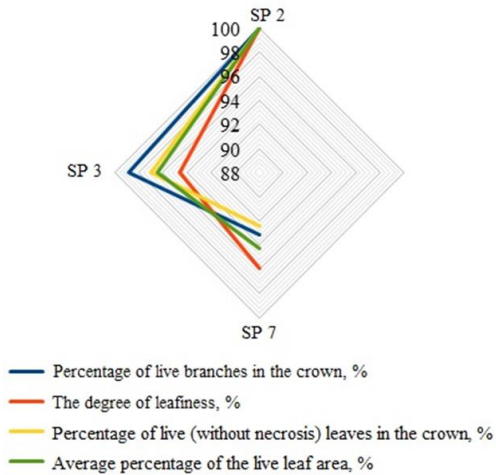 SP 2
100
98
96
94
92
90
88
SP 3
SP 7
Percentage of live branches in the crown, %
The degree of leafiness, %
Percentage of live (without necrosis) leaves in the crown, %
Average percentage of the live leaf area, %